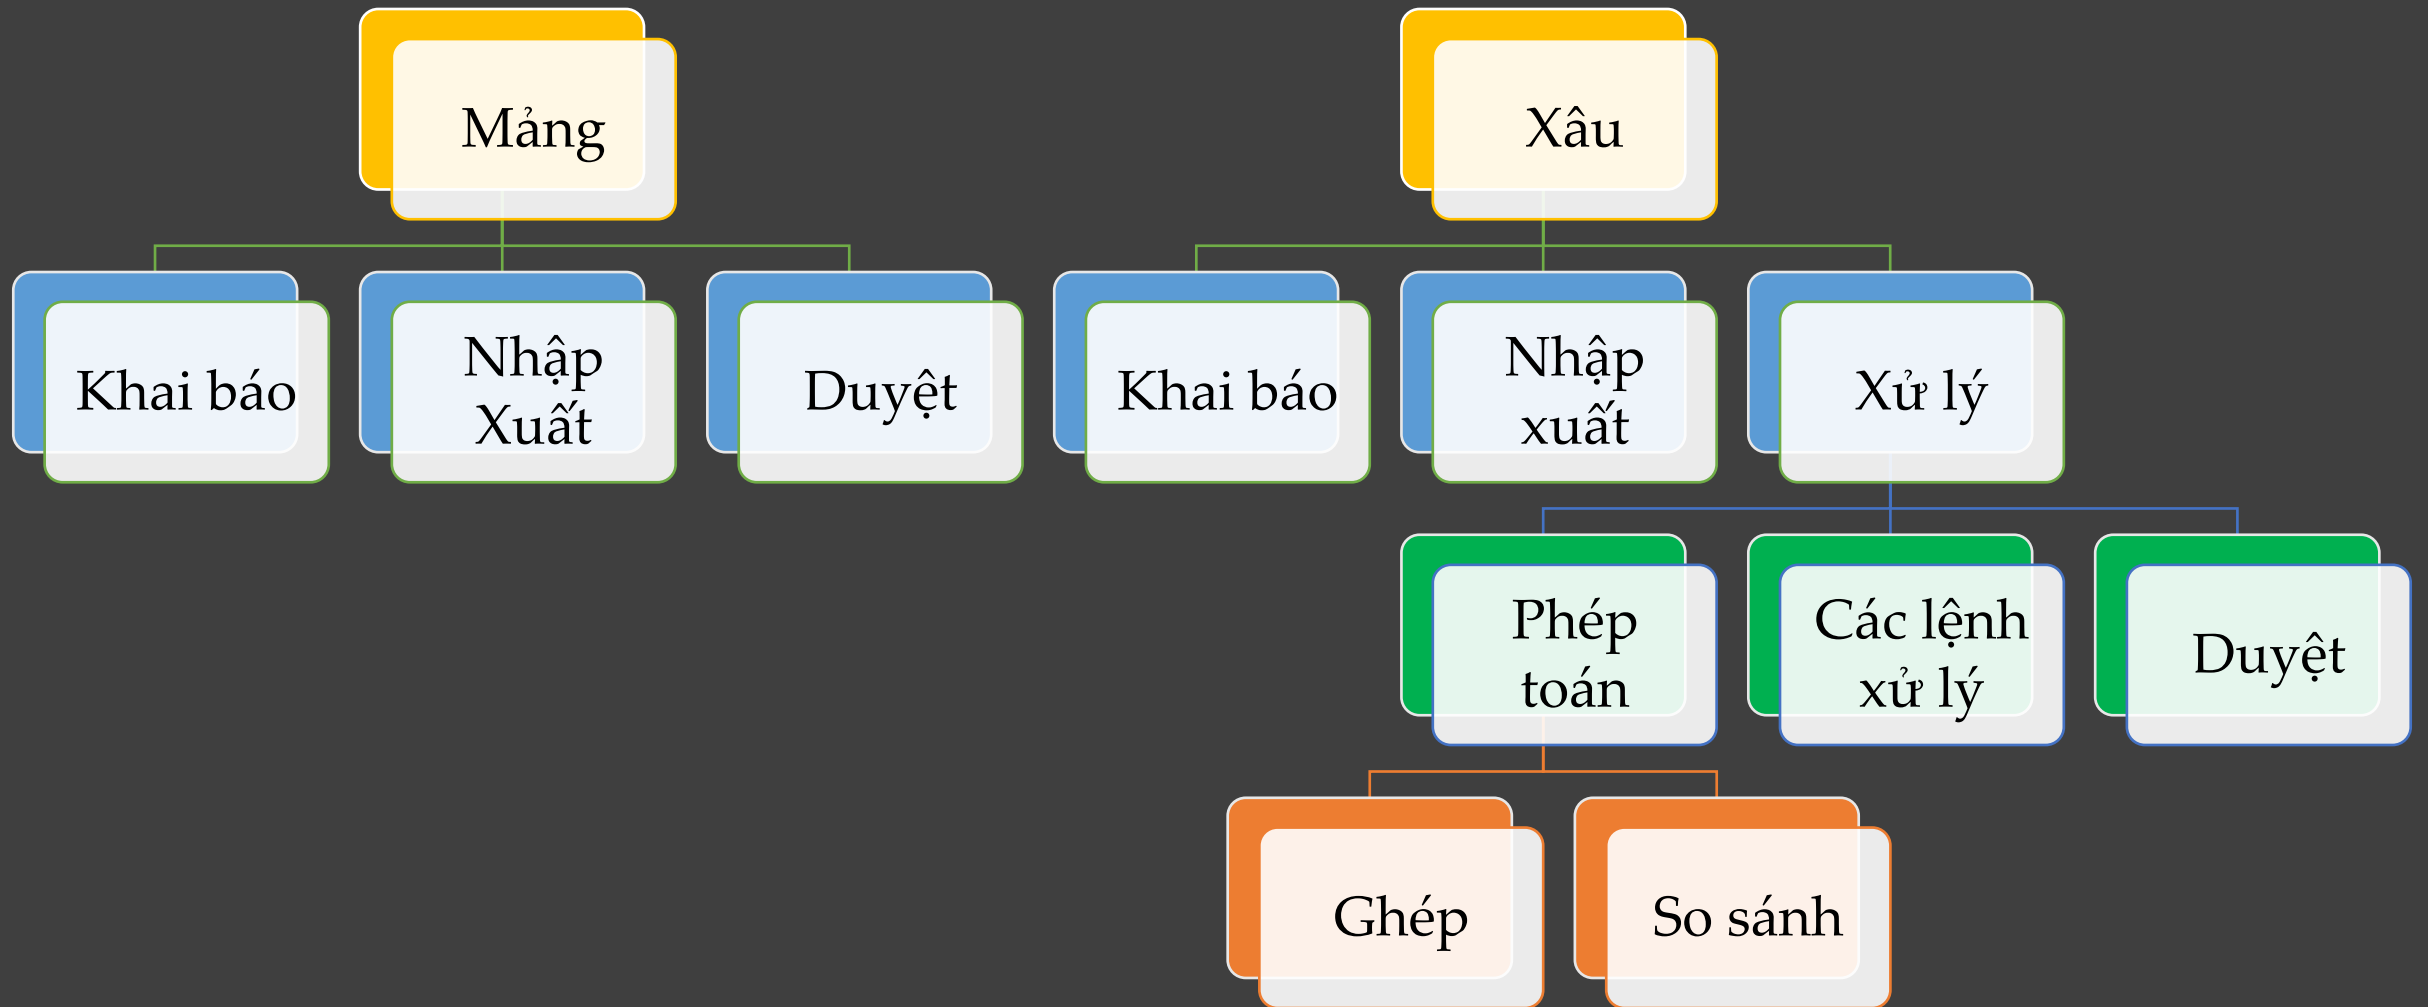 Mảng
Xâu
Khai báo
Nhập
Xuất
Duyệt
Khai báo
Nhập
xuất
Xử lý
Phép
toán
Các lệnh
xử lý
Duyệt
Ghép
So sánh